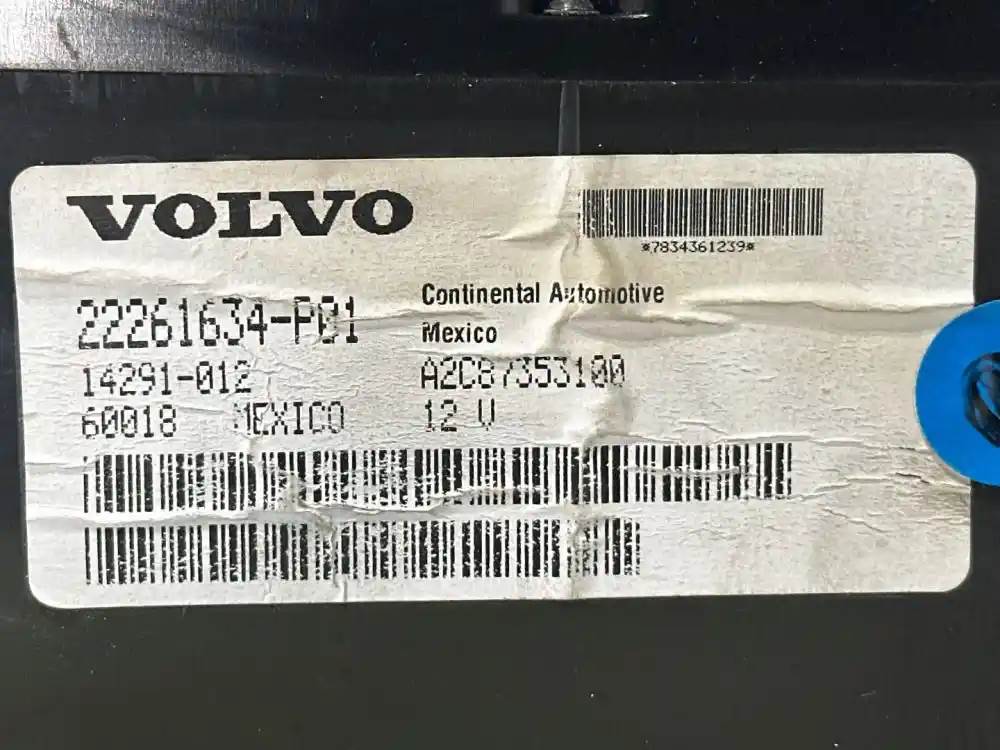 VOLVO
*7834361239*
22261634-P01
Continental Automotive
Mexico
14291-012
A2C87353100
60018 MEXICO
12 V